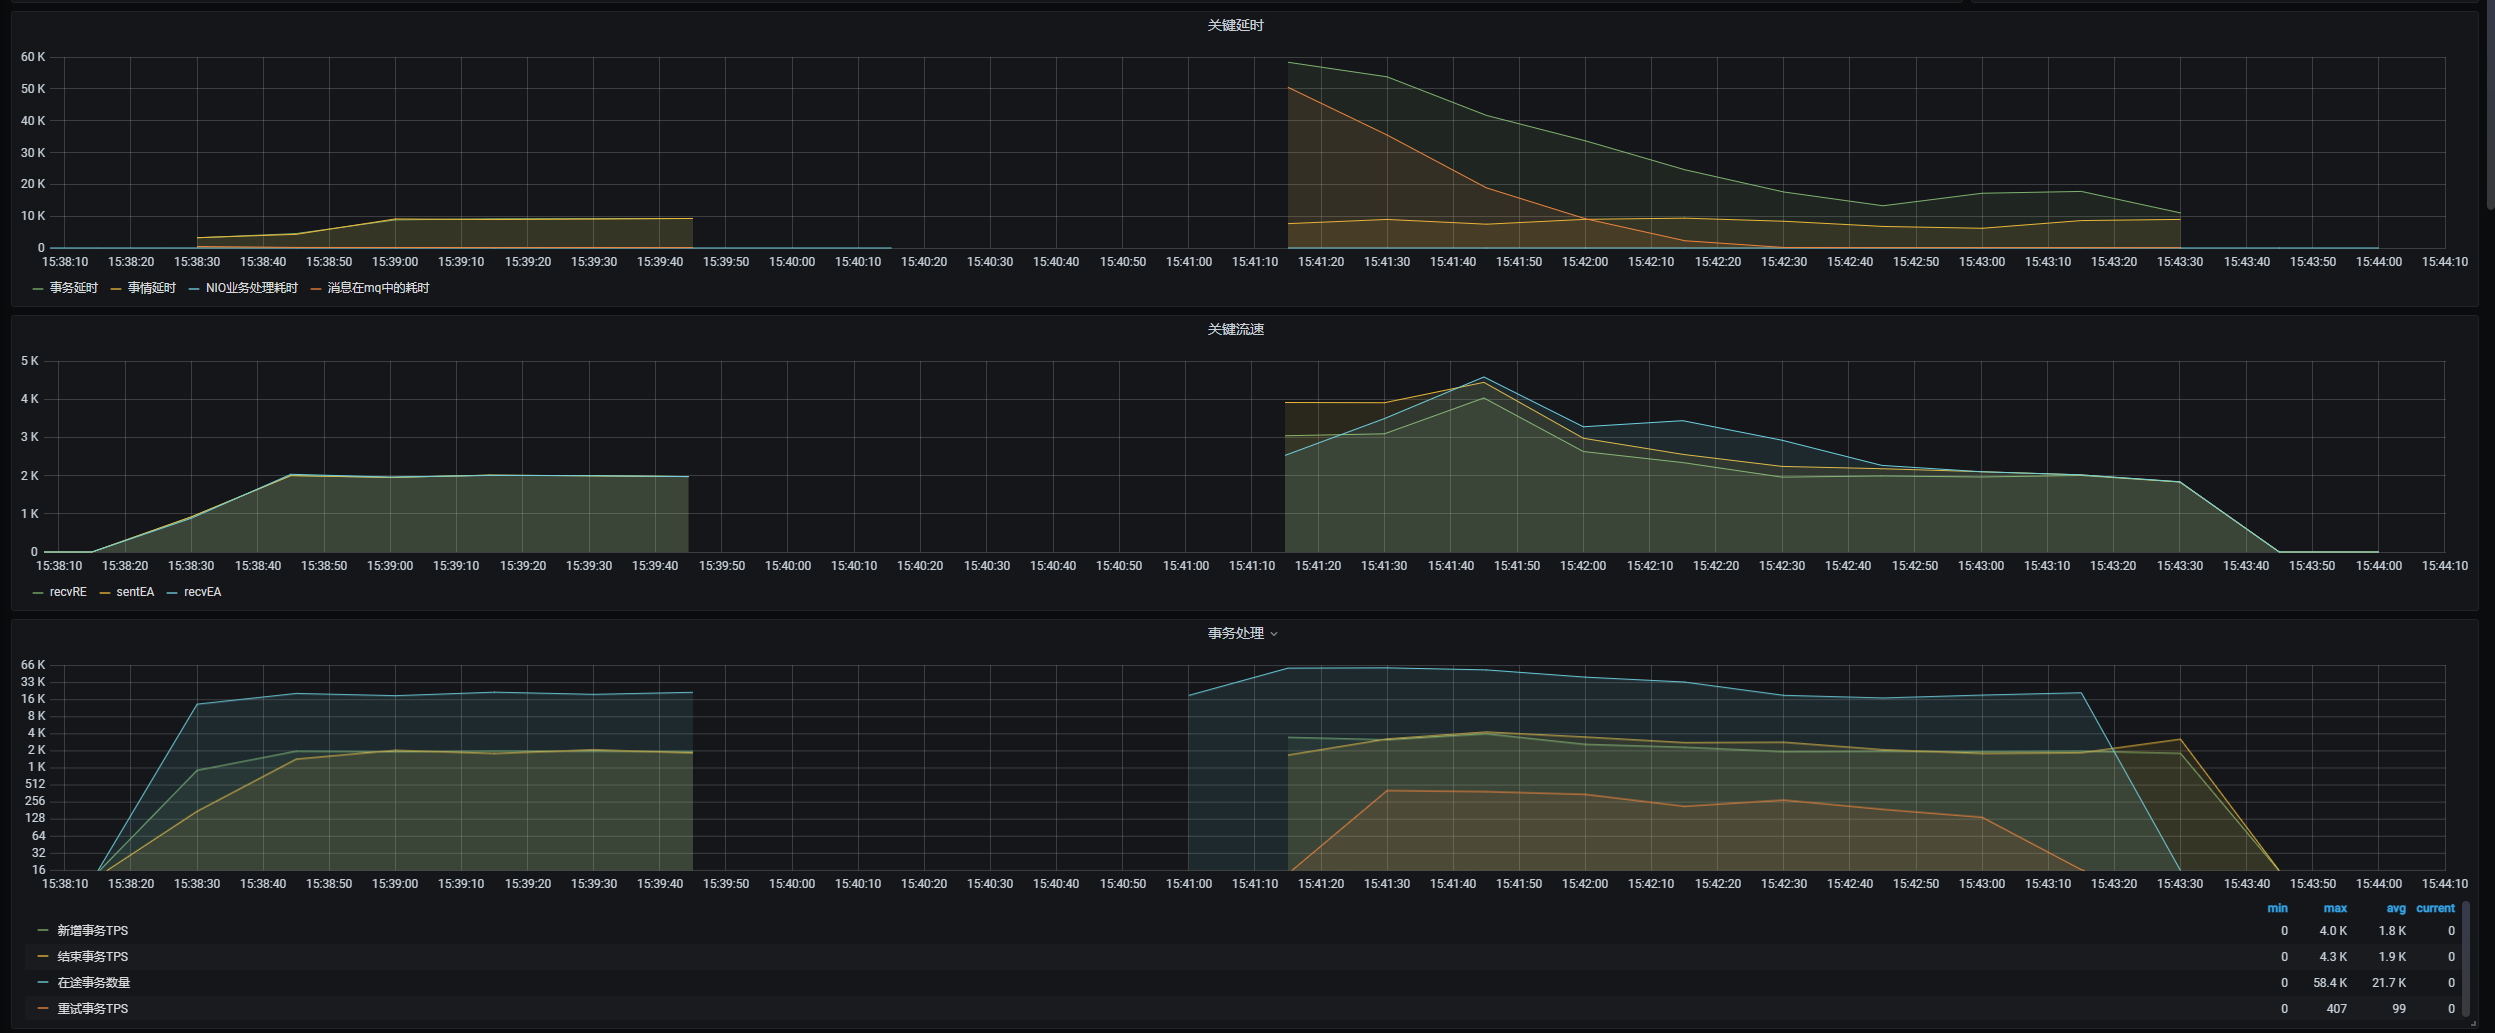 关键延时
60 K
50 K
40 K
30 K
20 K
10 K
0
15:38:10 15:38:20 15:38:30 15:38:40 15:38:50 15:39:00 15:39:10 15:39:20 15:39:30 15:39:40 15:39:50 15:40:00 15:40:10 15:40:20 15:40:30 15:40:40 15:40:50 15:41:00 15:41:10 15:41:20 15:41:30 15:41:40 15:41:50 15:42:00 15:42:10 15:42:20 15:42:30 15:42:40 15:42:50 15:43:00 15:43:10 15:43:20 15:43:30 15:43:40 15:43:50 15:44:00 15:44:10
事务延时 事情延时 NIO业务处理耗时 消息在mq中的耗时
关键流速
5 K
4 K
3 K
2 K
1 K
0
15:38:10 15:38:20 15:38:30 15:38:40 15:38:50 15:39:00 15:39:10 15:39:20 15:39:30 15:39:40 15:39:50 15:40:00 15:40:10 15:40:20 15:40:30 15:40:40 15:40:50 15:41:00 15:41:10 15:41:20 15:41:30 15:41:40 15:41:50 15:42:00 15:42:10 15:42:20 15:42:30 15:42:40 15:42:50 15:43:00 15:43:10 15:43:20 15:43:30 15:43:40 15:43:50 15:44:00 15:44:10
recvRE sentEA recvEA
事务处理
66 K
33 K
16 K
8 K
4 K
2 K
1 K
512
256
128
64
32
16
15:38:10 15:38:20 15:38:30 15:38:40 15:38:50 15:39:00 15:39:10 15:39:20 15:39:30 15:39:40 15:39:50 15:40:00 15:40:10 15:40:20 15:40:30 15:40:40 15:40:50 15:41:00 15:41:10 15:41:20 15:41:30 15:41:40 15:41:50 15:42:00 15:42:10 15:42:20 15:42:30 15:42:40 15:42:50 15:43:00 15:43:10 15:43:20 15:43:30 15:43:40 15:43:50 15:44:00 15:44:10
min max avg current
新增事务TPS 0 4.0 K 1.8 K 0
结束事务TPS 0 4.3 K 1.9 K 0
在途事务数量 0 58.4 K 21.7 K 0
重试事务TPS 0 407 99 0